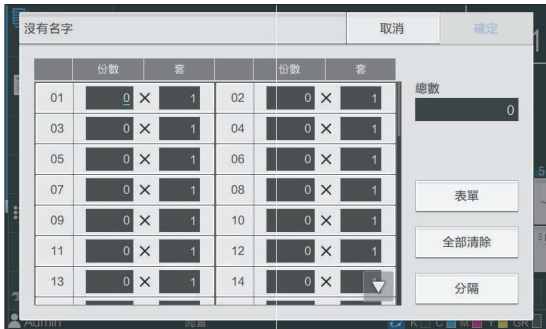 沒有名字 取消 確定
份數 套 份數 套
總數
0
01 0 × 1 02 0 × 1
03 0 × 1 04 0 × 1
05 0 × 1 06 0 × 1
07 0 × 1 08 0 × 1
09 0 × 1 10 0 × 1
11 0 × 1 12 0 × 1
13 0 × 1 14 0 ×
表單
全部清除
分隔
Admin 閒置 K C M Y GR